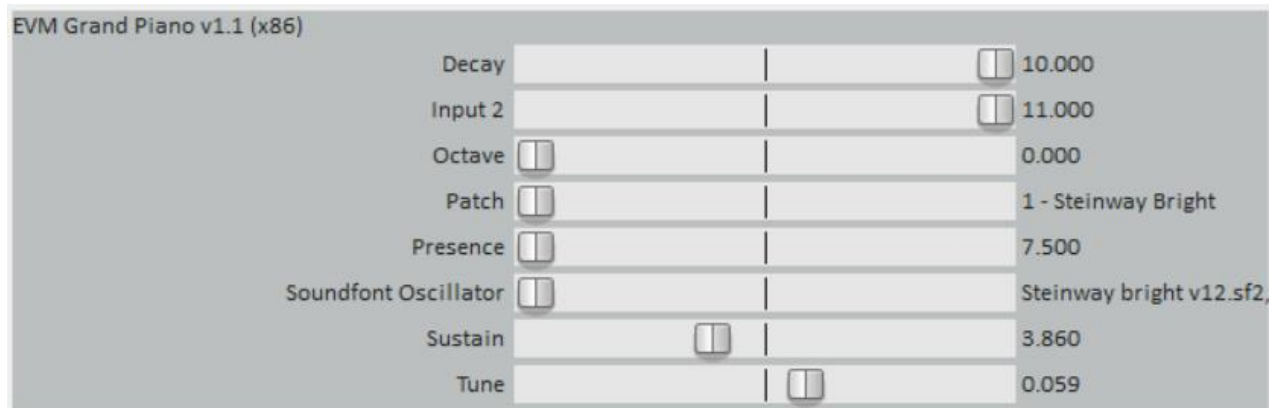 EVM Grand Piano v1.1 (x86)
Decay 10.000
Input 2 11.000
Octave 0.000
Patch 1 - Steinway Bright
Presence 7.500
Soundfont Oscillator Steinway bright v12.sf2,
Sustain 3.860
Tune 0.059